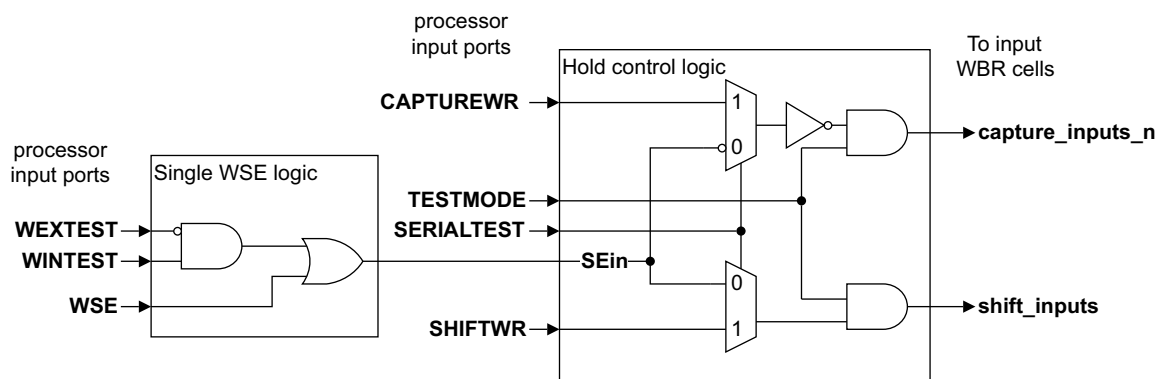 processor
input ports
To input
WBR cells
Hold control logic
CAPTUREWR
1
capture_inputs_n
0
processor
input ports
Single WSE logic
TESTMODE
WEXTEST
SERIALTEST
WINTEST
SEin
0
WSE
shift_inputs
SHIFTWR
1